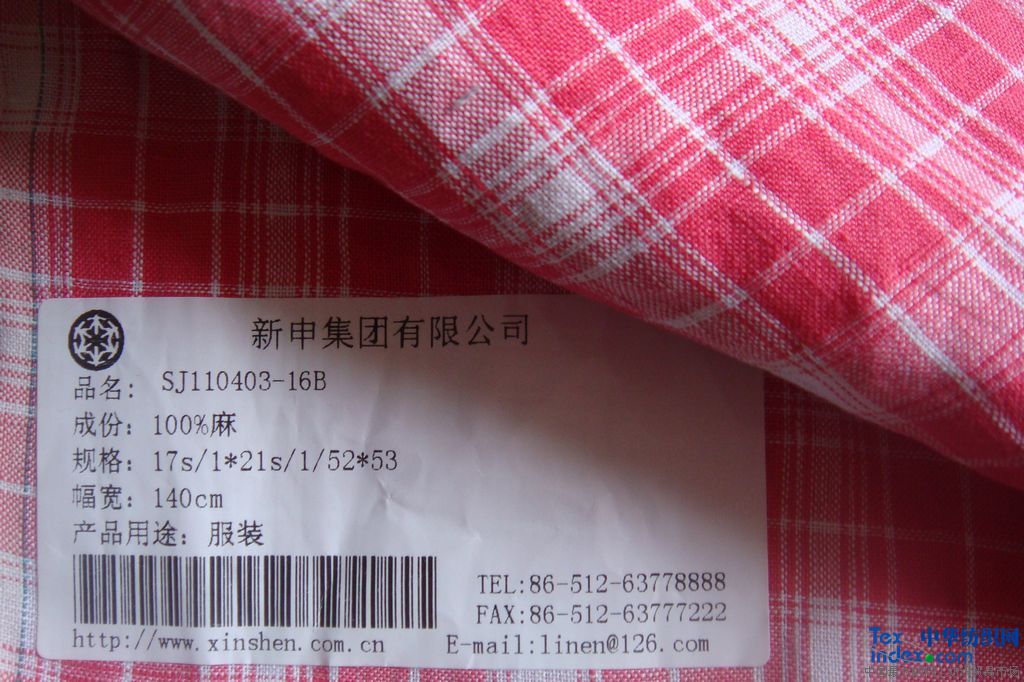 新申集团有限公司
品名: SJ110403-16B
成份: 100%麻
规格: 17s/1*21s/1/52*53
幅宽: 140cm
产品用途: 服装
TEL:86-512-63778888
FAX:86-512-63777222
http://www.xinshen.com.cn E-mail:linen@126.com
Tex 中华纺织网
index.com